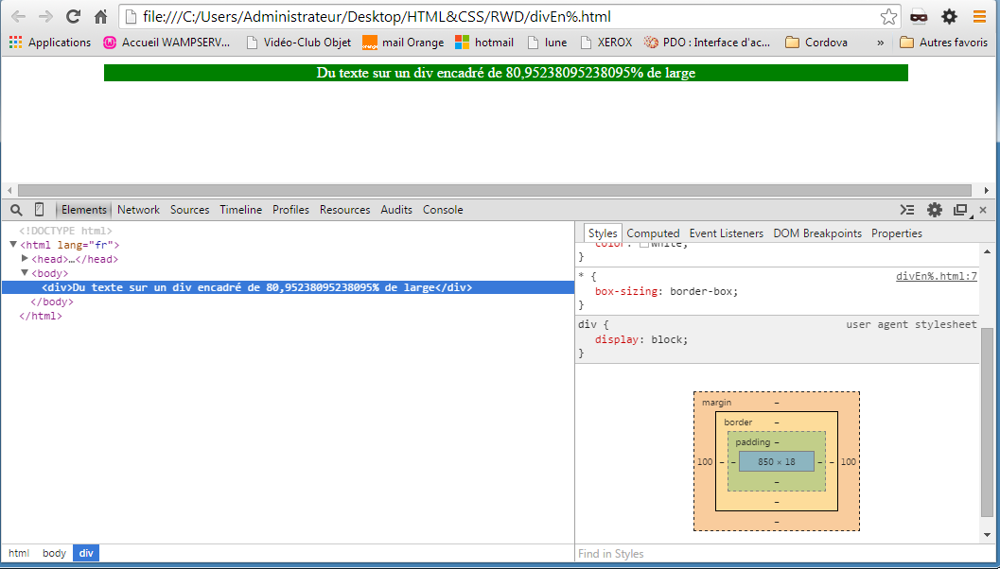 file:///C:/Users/Administrateur/Desktop/HTML&CSS/RWD/divEn%.html
Applications Accueil WAMPSERV... Vidéo-Club Objet mail Orange hotmail lune XEROX PDO : Interface d'ac... Cordova » Autres favoris
Du texte sur un div encadré de 80,95238095238095% de large
Elements Network Sources Timeline Profiles Resources Audits Console
<!DOCTYPE html>
<html lang="fr">
<head>…</head>
<body>
<div>Du texte sur un div encadré de 80,95238095238095% de large</div>
</body>
</html>
html body div
Styles Computed Event Listeners DOM Breakpoints Properties
color: white;
}
* { divEn%.html:7
box-sizing: border-box;
}
div { user agent stylesheet
display: block;
}
margin –
border –
padding –
100 – – 850 × 18 – – 100
–
–
–
Find in Styles